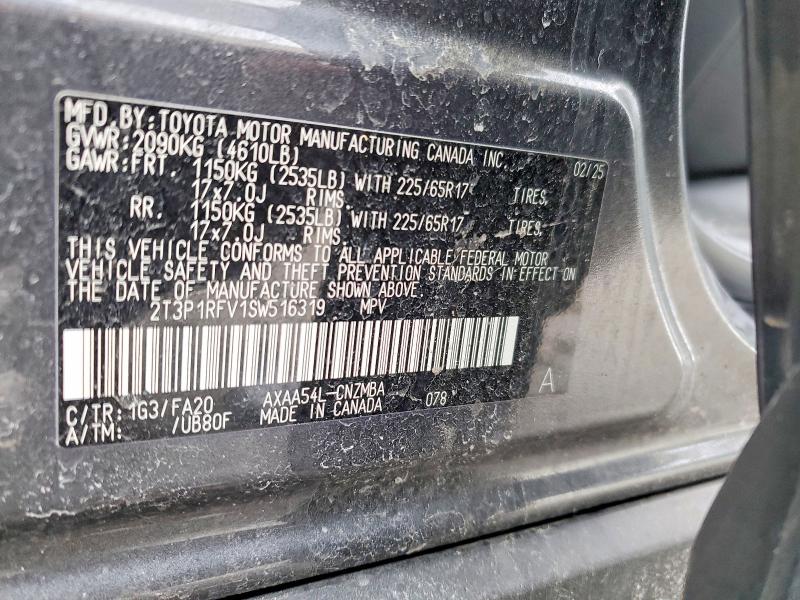 MFD. BY: TOYOTA MOTOR MANUFACTURING CANADA INC. 02/25
GVWR: 2090KG (4610LB)
GAWR: FRT. 1150KG (2535LB) WITH 225/65R17 TIRES,
17x7.0J RIMS.
RR. 1150KG (2535LB) WITH 225/65R17 TIRES,
17x7.0J RIMS.
THIS VEHICLE CONFORMS TO ALL APPLICABLE FEDERAL MOTOR
VEHICLE SAFETY AND THEFT PREVENTION STANDARDS IN EFFECT ON
THE DATE OF MANUFACTURE SHOWN ABOVE.
2T3P1RFV1SW516319 MPV
C/TR: 1G3/FA20 AXAA54L-CNZMBA 078 A
A/TM: /UB80F MADE IN CANADA